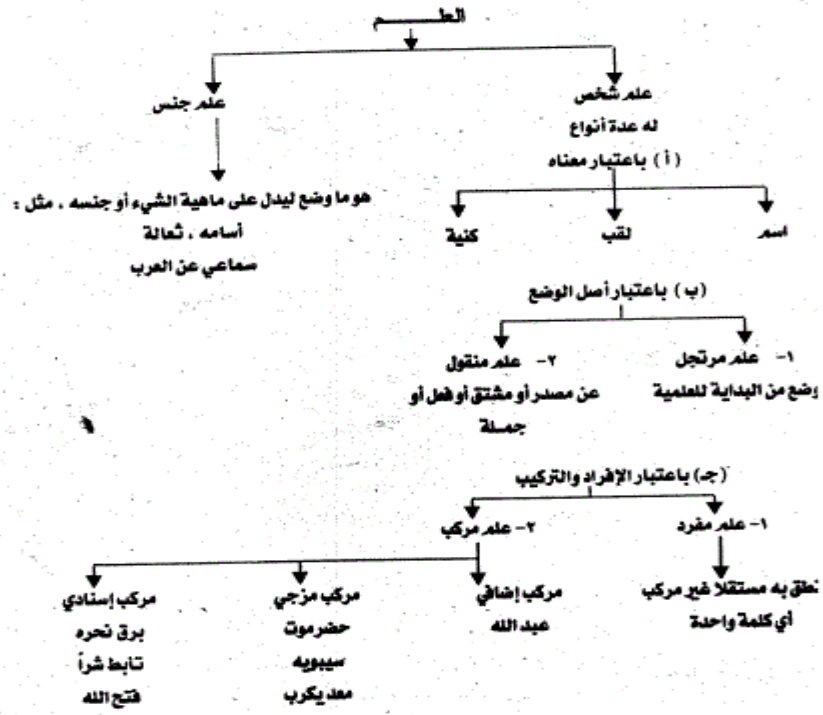 العلـــــم
علم شخص
له عدة أنواع
(أ) باعتبار معناه
اسم
لقب
كنية
علم جنس
هو ما وضع ليدل على ماهية الشيء أو جنسه ، مثل :
أسامه ، ثعالة
سماعي عن العرب
(ب) باعتبار أصل الوضع
١- علم مرتجل
وضع من البداية للعلمية
٢- علم منقول
عن مصدر أو مشتق أو فعل أو
جمـلة
(جـ) باعتبار الإفراد والتركيب
١- علم مفرد
نطق به مستقلا غير مركب
أي كلمة واحدة
٢- علم مركب
مركب إضافي
عبد الله
مركب مزجي
حضرموت
سيبويه
معديكرب
مركب إسنادي
برق نحره
تابط شراً
فتح الله